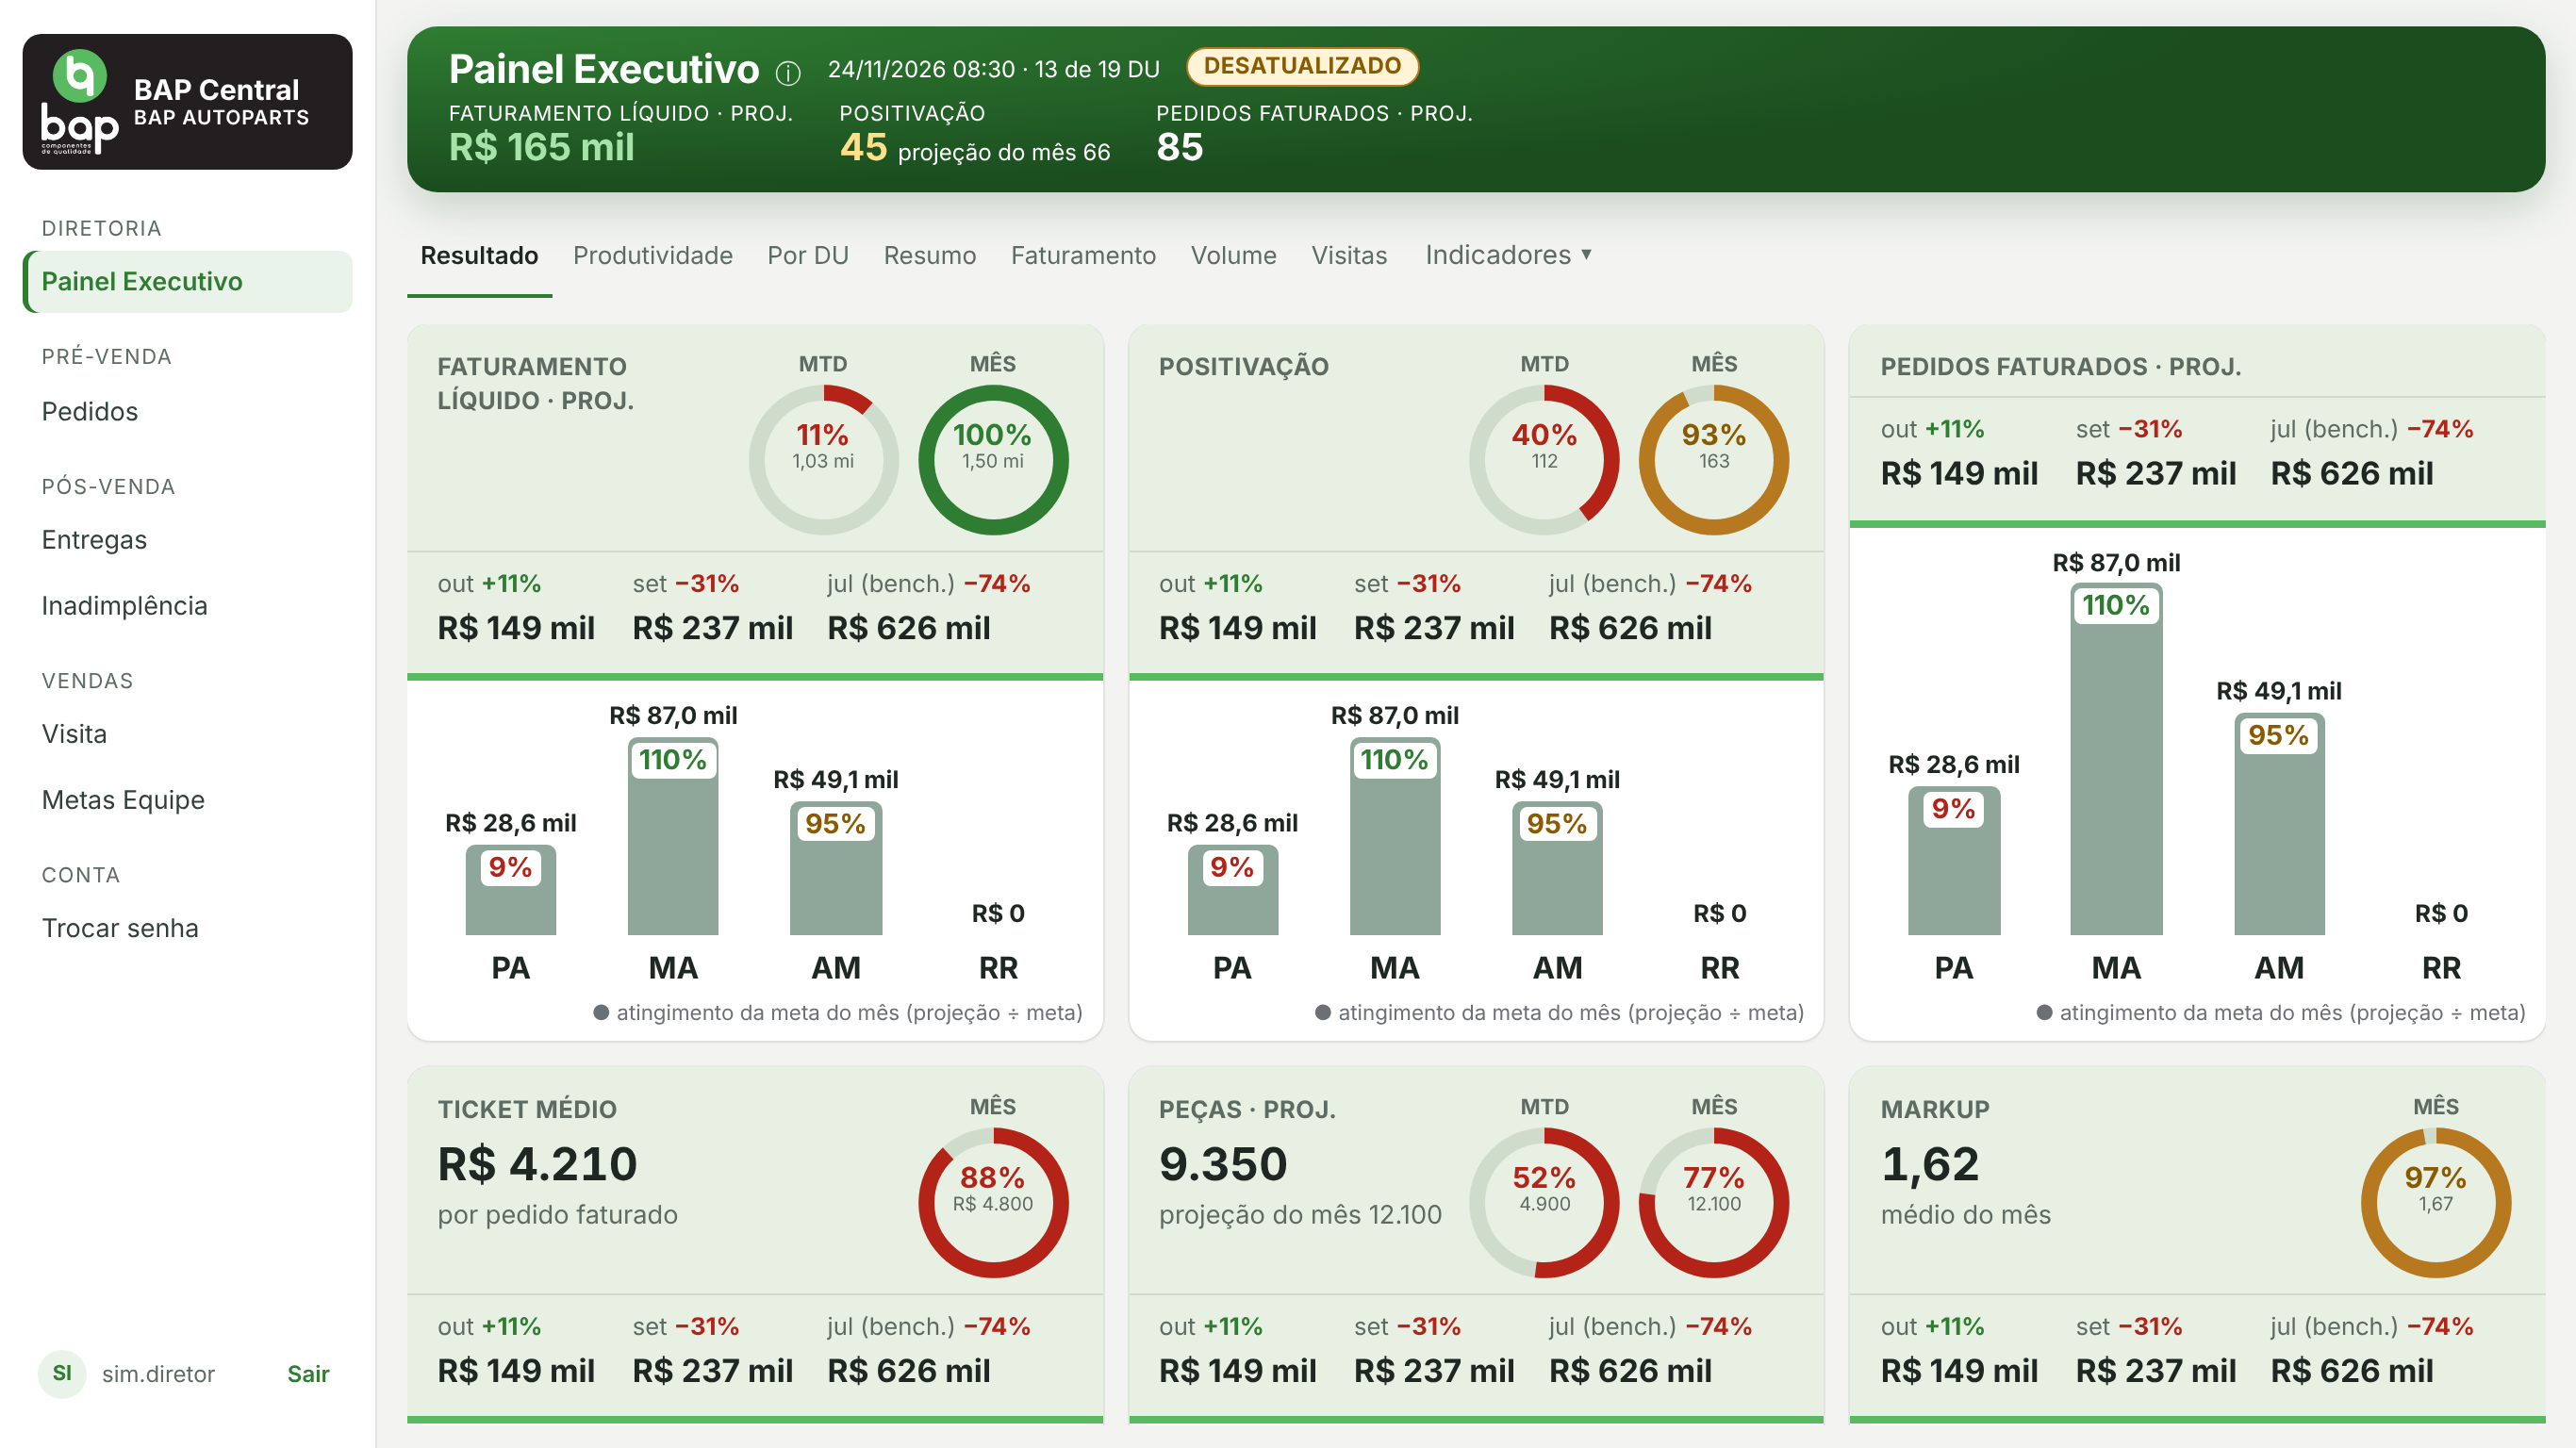 bap
componentes
de qualidade
BAP Central
BAP AUTOPARTS
DIRETORIA
Painel Executivo
PRÉ-VENDA
Pedidos
PÓS-VENDA
Entregas
Inadimplência
VENDAS
Visita
Metas Equipe
CONTA
Trocar senha
SI sim.diretor Sair
Painel Executivo ⓘ 24/11/2026 08:30 · 13 de 19 DU DESATUALIZADO
FATURAMENTO LÍQUIDO · PROJ. POSITIVAÇÃO PEDIDOS FATURADOS · PROJ.
R$ 165 mil 45 projeção do mês 66 85
Resultado Produtividade Por DU Resumo Faturamento Volume Visitas Indicadores ▾
FATURAMENTO
LÍQUIDO · PROJ.
MTD MÊS
11% 100%
1,03 mi 1,50 mi
out +11% set −31% jul (bench.) −74%
R$ 149 mil R$ 237 mil R$ 626 mil
R$ 87,0 mil
110%
R$ 49,1 mil
95%
R$ 28,6 mil
9%
R$ 0
PA MA AM RR
● atingimento da meta do mês (projeção ÷ meta)
POSITIVAÇÃO
MTD MÊS
40% 93%
112 163
out +11% set −31% jul (bench.) −74%
R$ 149 mil R$ 237 mil R$ 626 mil
R$ 87,0 mil
110%
R$ 49,1 mil
95%
R$ 28,6 mil
9%
R$ 0
PA MA AM RR
● atingimento da meta do mês (projeção ÷ meta)
PEDIDOS FATURADOS · PROJ.
out +11% set −31% jul (bench.) −74%
R$ 149 mil R$ 237 mil R$ 626 mil
R$ 87,0 mil
110%
R$ 49,1 mil
95%
R$ 28,6 mil
9%
R$ 0
PA MA AM RR
● atingimento da meta do mês (projeção ÷ meta)
TICKET MÉDIO
R$ 4.210
por pedido faturado
MÊS
88%
R$ 4.800
out +11% set −31% jul (bench.) −74%
R$ 149 mil R$ 237 mil R$ 626 mil
PEÇAS · PROJ.
9.350
projeção do mês 12.100
MTD MÊS
52% 77%
4.900 12.100
out +11% set −31% jul (bench.) −74%
R$ 149 mil R$ 237 mil R$ 626 mil
MARKUP
1,62
médio do mês
MÊS
97%
1,67
out +11% set −31% jul (bench.) −74%
R$ 149 mil R$ 237 mil R$ 626 mil